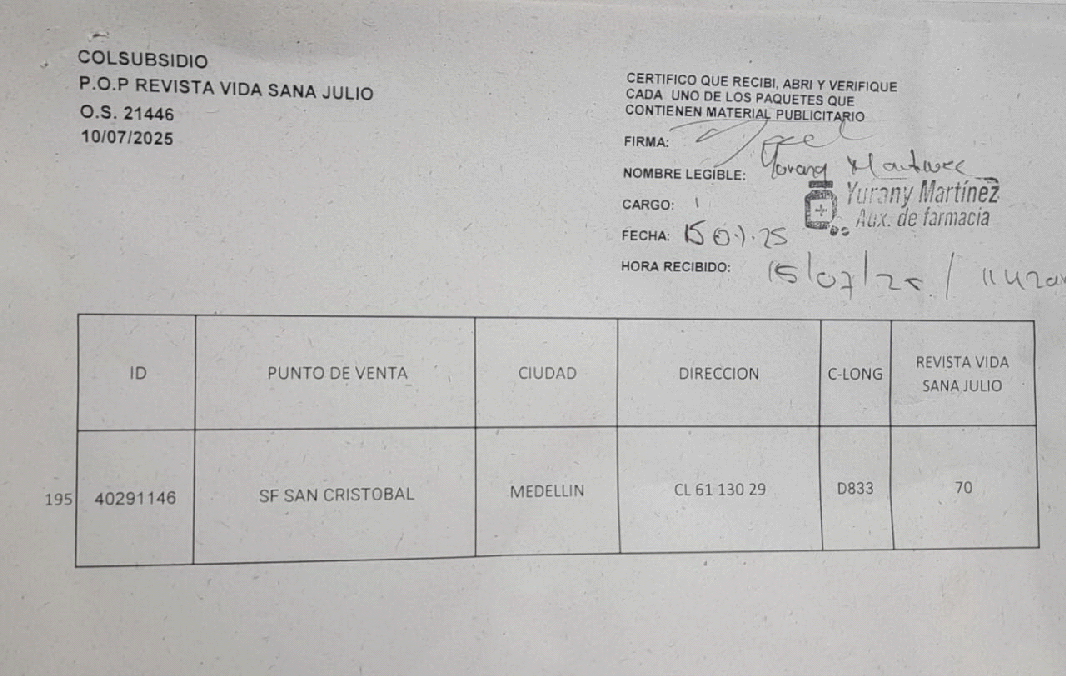 COLSUBSIDIO
P.O.P REVISTA VIDA SANA JULIO
O.S. 21446
10/07/2025
CERTIFICO QUE RECIBI, ABRI Y VERIFIQUE
CADA UNO DE LOS PAQUETES QUE
CONTIENEN MATERIAL PUBLICITARIO
FIRMA:
NOMBRE LEGIBLE: Yurany Martinez
Yurany Martínez
Aux. de farmacia
CARGO:
FECHA: 15 07.25
HORA RECIBIDO: 15/07/25 /
ID PUNTO DE VENTA CIUDAD DIRECCION C-LONG REVISTA VIDA
SANA JULIO
195 40291146 SF SAN CRISTOBAL MEDELLIN CL 61 130 29 D833 70